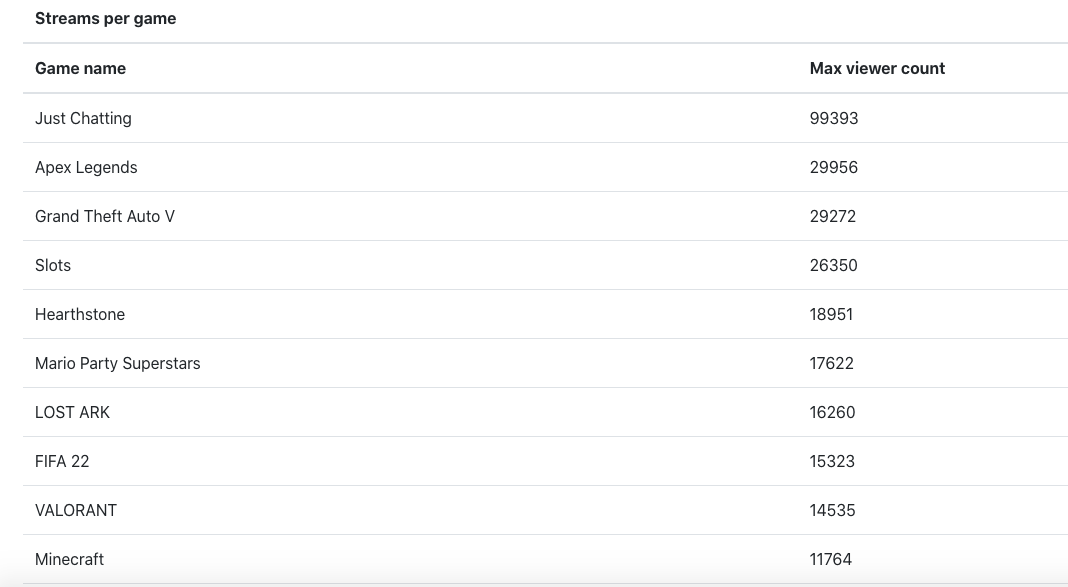 Streams per game
Game name Max viewer count
Just Chatting 99393
Apex Legends 29956
Grand Theft Auto V 29272
Slots 26350
Hearthstone 18951
Mario Party Superstars 17622
LOST ARK 16260
FIFA 22 15323
VALORANT 14535
Minecraft 11764